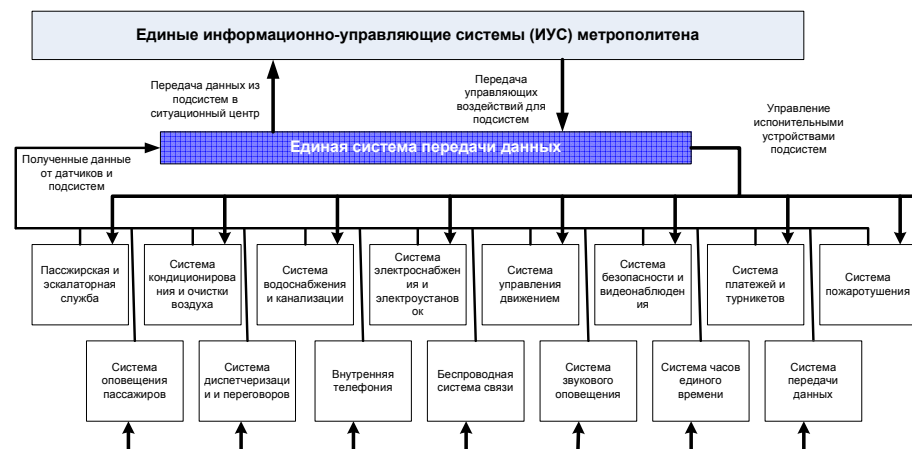 Единые информационно-управляющие системы (ИУС) метрополитена
Передача данных из
подсистем в
ситуационный центр
Передача
управляющих
воздействий для
подсистем
Управление
испонительными
устройствами
подсистем
Единая система передачи данных
Полученные данные
от датчиков и
подсистем
Пассжирская и
эскалаторная
служба
Система
кондиционирова
ния и очистки
воздуха
Система
водоснабжения
и канализации
Система
электроснабжен
ия и
электроустанов
ок
Система
управления
движением
Система
безопасности и
видеонаблюден
ия
Система
платежей и
турникетов
Система
пожаротушения
Система
оповещения
пассажиров
Система
диспетчеризаци
и и переговоров
Внутренняя
телефония
Беспроводная
система связи
Система
звукового
оповещения
Система часов
единого
времени
Система
передачи
данных